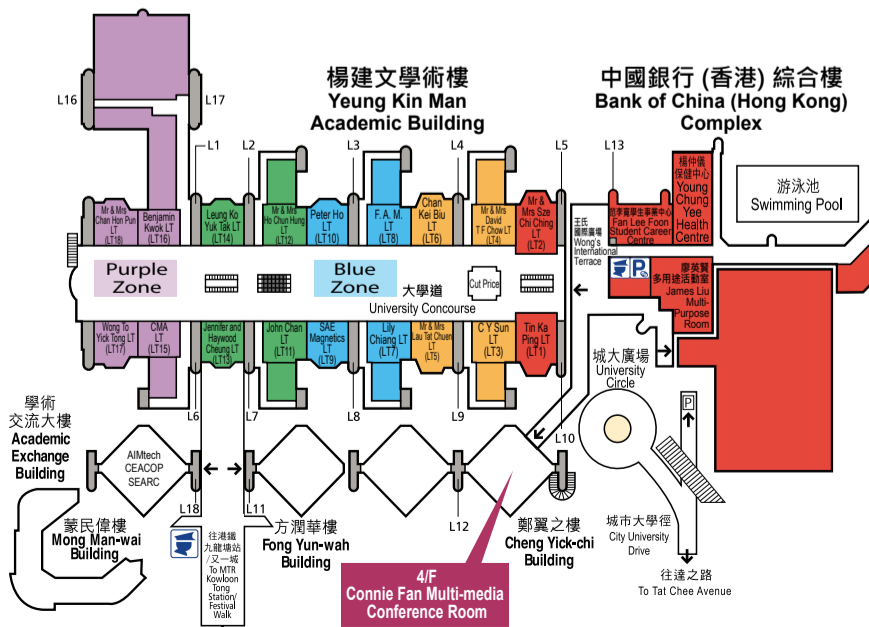 楊建文學術樓
Yeung Kin Man
Academic Building
中國銀行 (香港) 綜合樓
Bank of China (Hong Kong)
Complex
L16
L17
L1
L2
L3
L4
L5
L13
楊仲儀
保健中心
Young
Chung
Yee
Health
Centre
游泳池
Swimming Pool
Mr & Mrs
Chan Hon Pun
LT
(LT18)
Benjamin
Kwok LT
(LT16)
Leung Ko
Yuk Tak LT
(LT14)
Mr & Mrs
Ho Chun Hung
LT
(LT12)
Peter Ho
LT
(LT10)
F. A. M.
LT
(LT8)
Chan
Kei Biu
LT
(LT6)
Mr & Mrs
David
T F Chow LT
(LT4)
Mr &
Mrs Sze
Chi Ching
LT
(LT2)
王氏
國際廣場
Wong's
International
Terrace
Fan Lee Foon
Student Career
Centre
Purple
Zone
Blue
Zone
大學道
University Concourse
Cut Price
P
廖英賢
多用途活動室
James Liu
Multi-
Purpose
Room
Wong To
Yick Tong LT
(LT17)
CMA LT
(LT15)
Jennifer and
Haywood
Cheung LT
(LT13)
John Chan
LT
(LT11)
SAE
Magnetics
LT
(LT9)
Lily
Chiang LT
(LT7)
Mr & Mrs
Lau Tat Chuen
LT
(LT5)
C Y Sun
LT
(LT3)
Tin Ka
Ping LT
(LT1)
城大廣場
University
Circle
P
學術
交流大樓
Academic
Exchange
Building
L6
L7
L8
L9
L10
AIMtech
CEACOP
SEARC
L18
L11
L12
蒙民偉樓
Mong Man-wai
Building
往港鐵
九龍塘站
/又一城
To MTR
Kowloon
Tong
Station/
Festival
Walk
方潤華樓
Fong Yun-wah
Building
鄭翼之樓
Cheng Yick-chi
Building
城市大學徑
City University
Drive
往達之路
To Tat Chee Avenue
4/F
Connie Fan Multi-media
Conference Room